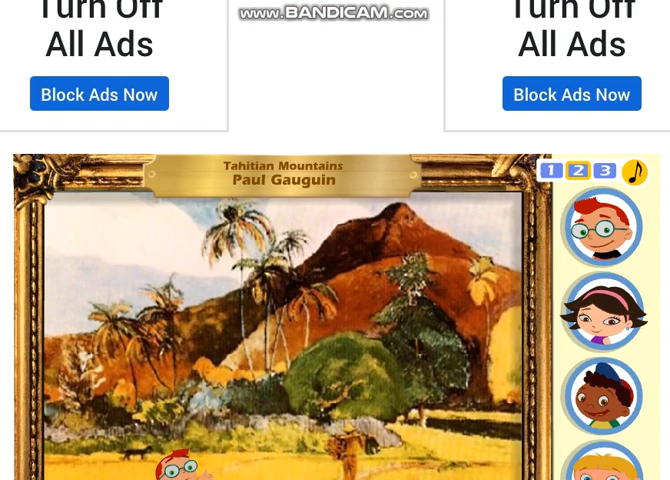 Turn Off
All Ads
Block Ads Now
www.BANDICAM.com
Turn Off
All Ads
Block Ads Now
Tahitian Mountains
Paul Gauguin
1 2 3